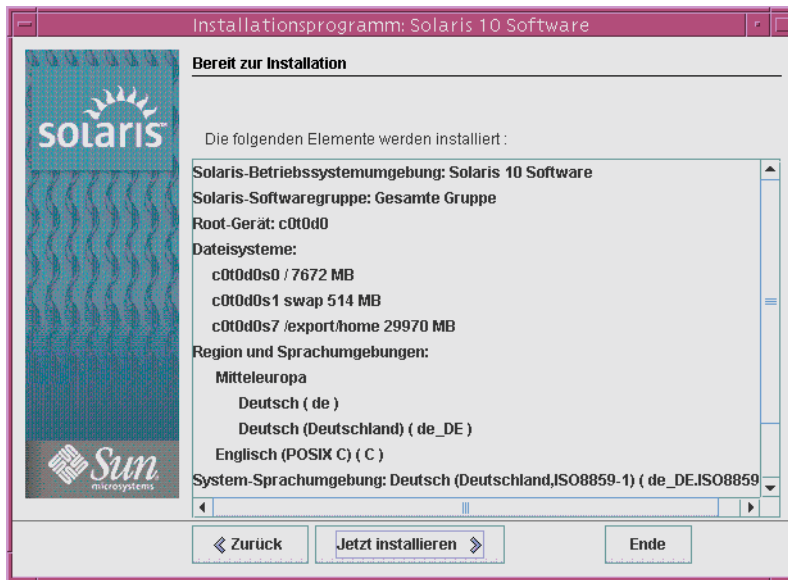 Installationsprogramm: Solaris 10 Software
Bereit zur Installation
solaris
Die folgenden Elemente werden installiert :
Solaris-Betriebssystemumgebung: Solaris 10 Software
Solaris-Softwaregruppe: Gesamte Gruppe
Root-Gerät: c0t0d0
Dateisysteme:
c0t0d0s0 / 7672 MB
c0t0d0s1 swap 514 MB
c0t0d0s7 /export/home 29970 MB
Region und Sprachumgebungen:
Mitteleuropa
Deutsch ( de )
Deutsch (Deutschland) ( de_DE )
Englisch (POSIX C) ( C )
System-Sprachumgebung: Deutsch (Deutschland,ISO8859-1) ( de_DE.ISO8859
Sun
microsystems
Zurück
Jetzt installieren
Ende